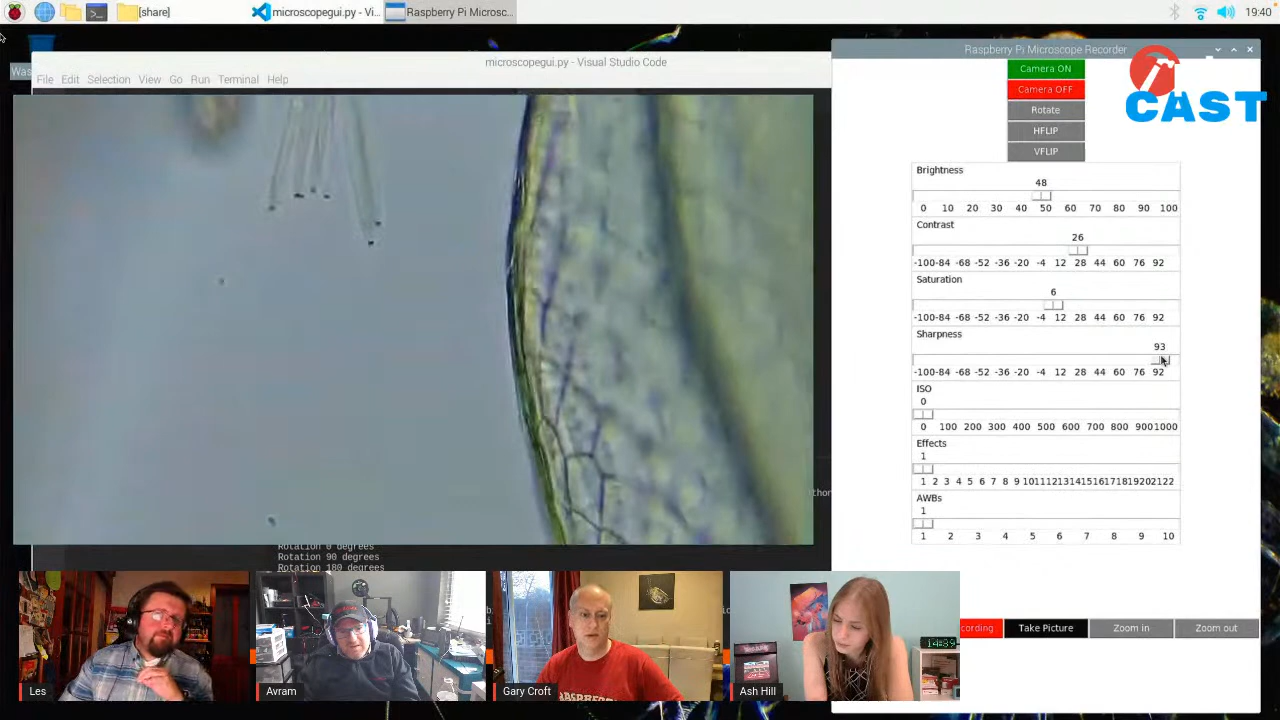 [share]
microscopegui.py - Vi...
Raspberry Pi Microsc...
19:40
microscopegui.py - Visual Studio Code
Raspberry Pi Microscope Recorder
Was
File Edit Selection View Go Run Terminal Help
Camera ON
Camera OFF
Rotate
HFLIP
VFLIP
CAST
Brightness
48
0 10 20 30 40 50 60 70 80 90 100
Contrast
26
-100-84 -68 -52 -36 -20 -4 12 28 44 60 76 92
Saturation
6
-100-84 -68 -52 -36 -20 -4 12 28 44 60 76 92
Sharpness
93
-100-84 -68 -52 -36 -20 -4 12 28 44 60 76 92
ISO
0
0 100 200 300 400 500 600 700 800 9001000
Effects
1
1 2 3 4 5 6 7 8 9 10111213141516171819202122
AWBs
1
1 2 3 4 5 6 7 8 9 10
Rotation 0 degrees
Rotation 90 degrees
Rotation 180 degrees
cording
Take Picture
Zoom in
Zoom out
14:39
Les
Avram
Gary Croft
Ash Hill